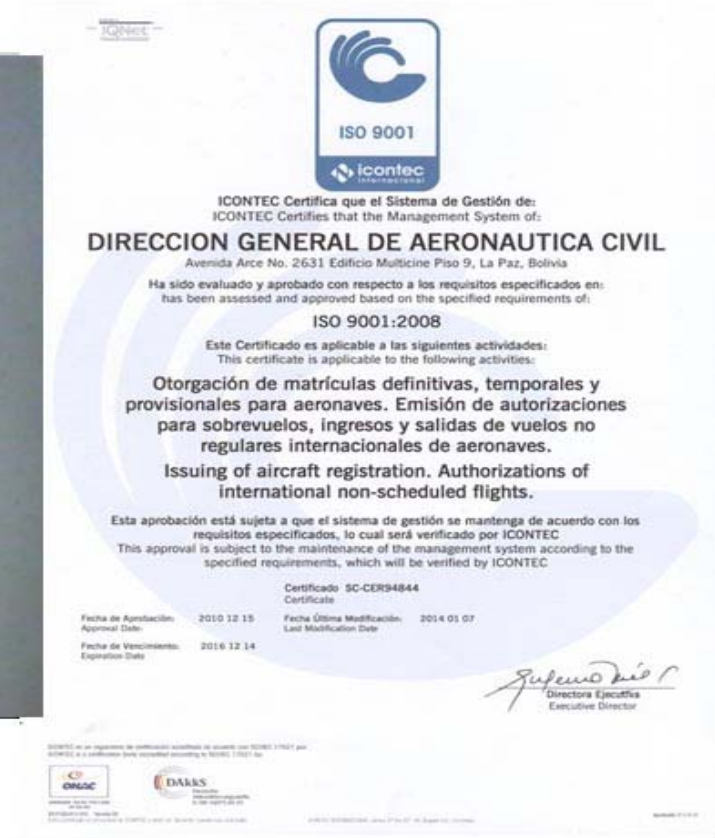 IQNet
ISO 9001
icontec
internacional
ICONTEC Certifica que el Sistema de Gestión de:
ICONTEC Certifies that the Management System of:
DIRECCION GENERAL DE AERONAUTICA CIVIL
Avenida Arce No. 2631 Edificio Multicine Piso 9, La Paz, Bolivia
Ha sido evaluado y aprobado con respecto a los requisitos especificados en:
has been assessed and approved based on the specified requirements of:
ISO 9001:2008
Este Certificado es aplicable a las siguientes actividades:
This certificate is applicable to the following activities:
Otorgación de matrículas definitivas, temporales y
provisionales para aeronaves. Emisión de autorizaciones
para sobrevuelos, ingresos y salidas de vuelos no
regulares internacionales de aeronaves.
Issuing of aircraft registration. Authorizations of
international non-scheduled flights.
Esta aprobación está sujeta a que el sistema de gestión se mantenga de acuerdo con los
requisitos especificados, lo cual será verificado por ICONTEC
This approval is subject to the maintenance of the management system according to the
specified requirements, which will be verified by ICONTEC
Certificado SC-CER94844
Certificate
Fecha de Aprobación: 2010 12 15 Fecha Última Modificación: 2014 01 07
Approval Date: Last Modification Date
Fecha de Vencimiento: 2016 12 14
Expiration Date
Directora Ejecutiva
Executive Director
ONAC
DAkkS